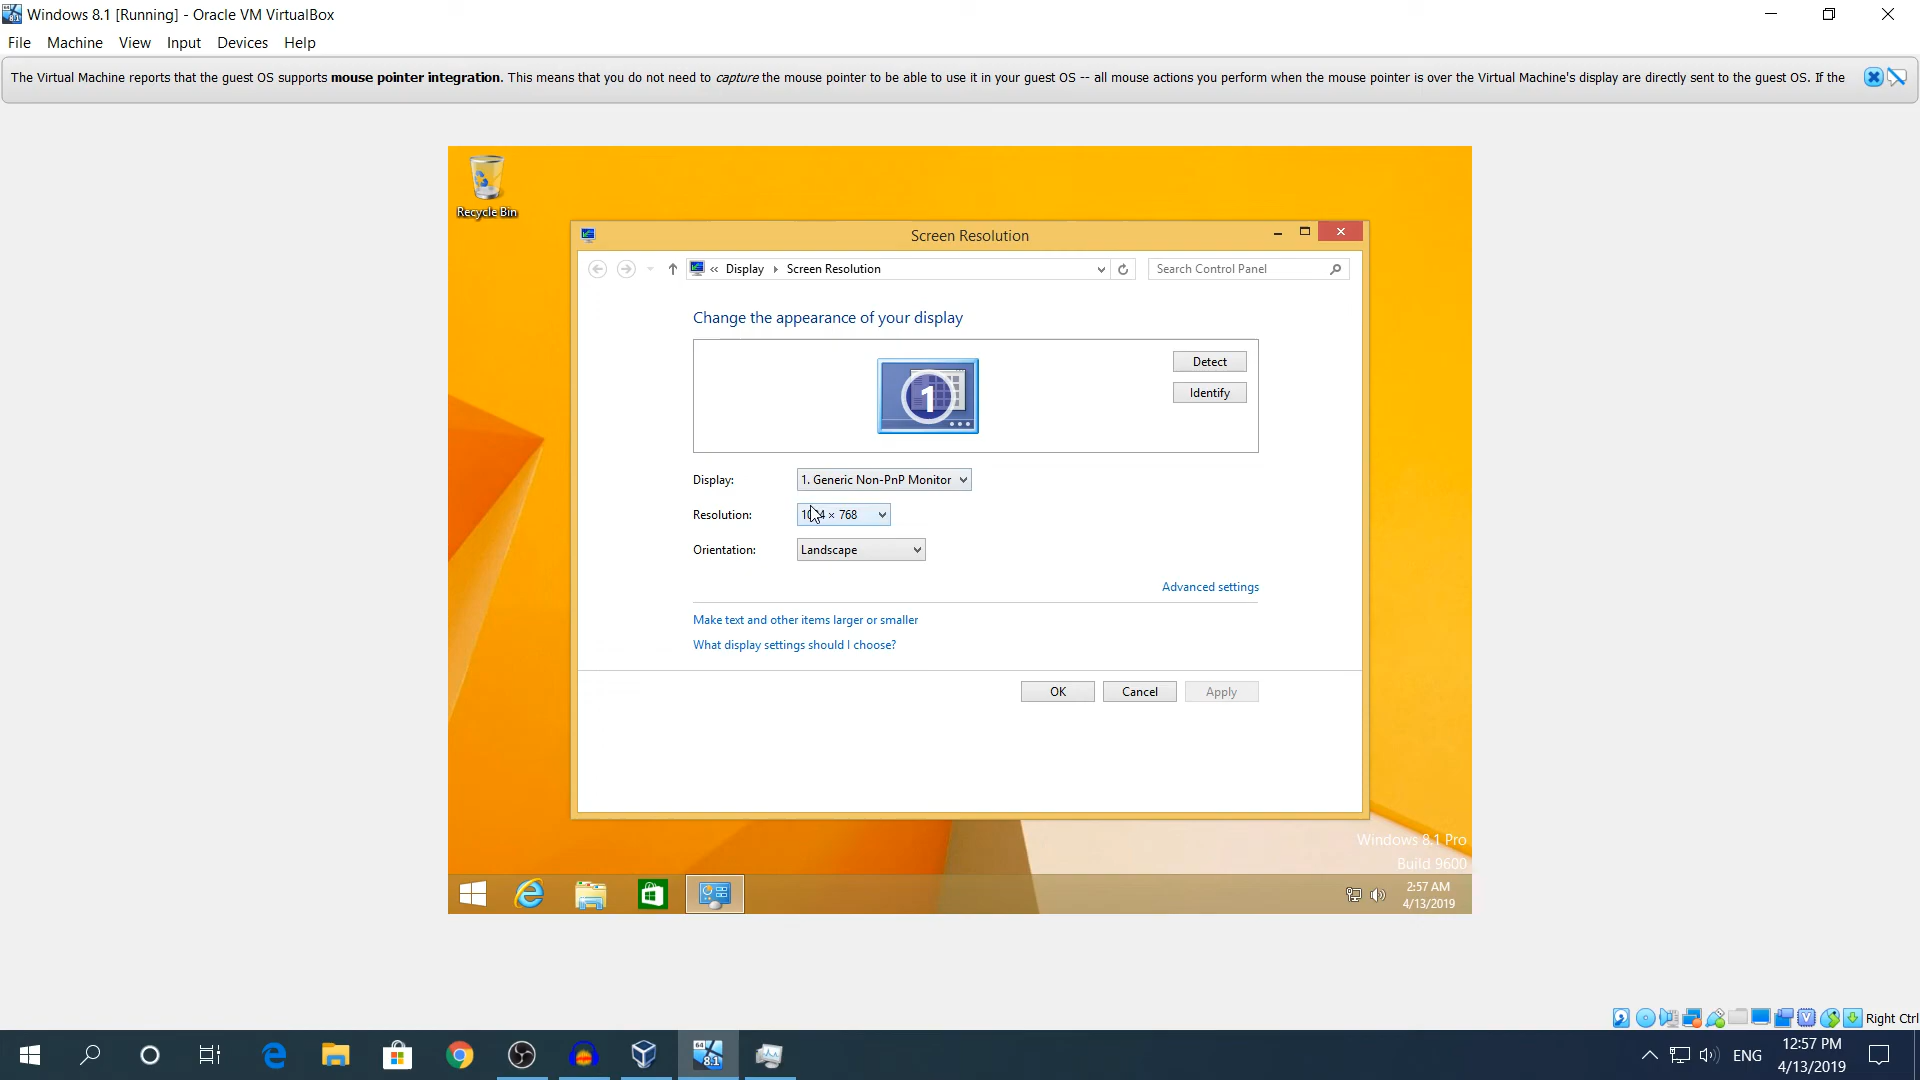 Windows 8.1 [Running] - Oracle VM VirtualBox
File Machine View Input Devices Help
The Virtual Machine reports that the guest OS supports mouse pointer integration. This means that you do not need to capture the mouse pointer to be able to use it in your guest OS -- all mouse actions you perform when the mouse pointer is over the Virtual Machine's display are directly sent to the guest OS. If the
Recycle Bin
Screen Resolution
« Display Screen Resolution
Search Control Panel
Change the appearance of your display
1
Detect
Identify
Display: 1. Generic Non-PnP Monitor
Resolution: × 768
Orientation: Landscape
Advanced settings
Make text and other items larger or smaller
What display settings should I choose?
OK Cancel Apply
Windows 8.1 Pro
Build 9600
2:57 AM
4/13/2019
Right Ctrl
64
8.1
ENG
12:57 PM
4/13/2019